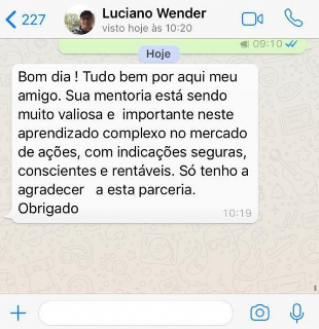 227
Luciano Wender
visto hoje às 10:20
09:10
Hoje
Bom dia ! Tudo bem por aqui meu
amigo. Sua mentoria está sendo
muito valiosa e importante neste
aprendizado complexo no mercado
de ações, com indicações seguras,
conscientes e rentáveis. Só tenho a
agradecer a esta parceria.
Obrigado
10:19